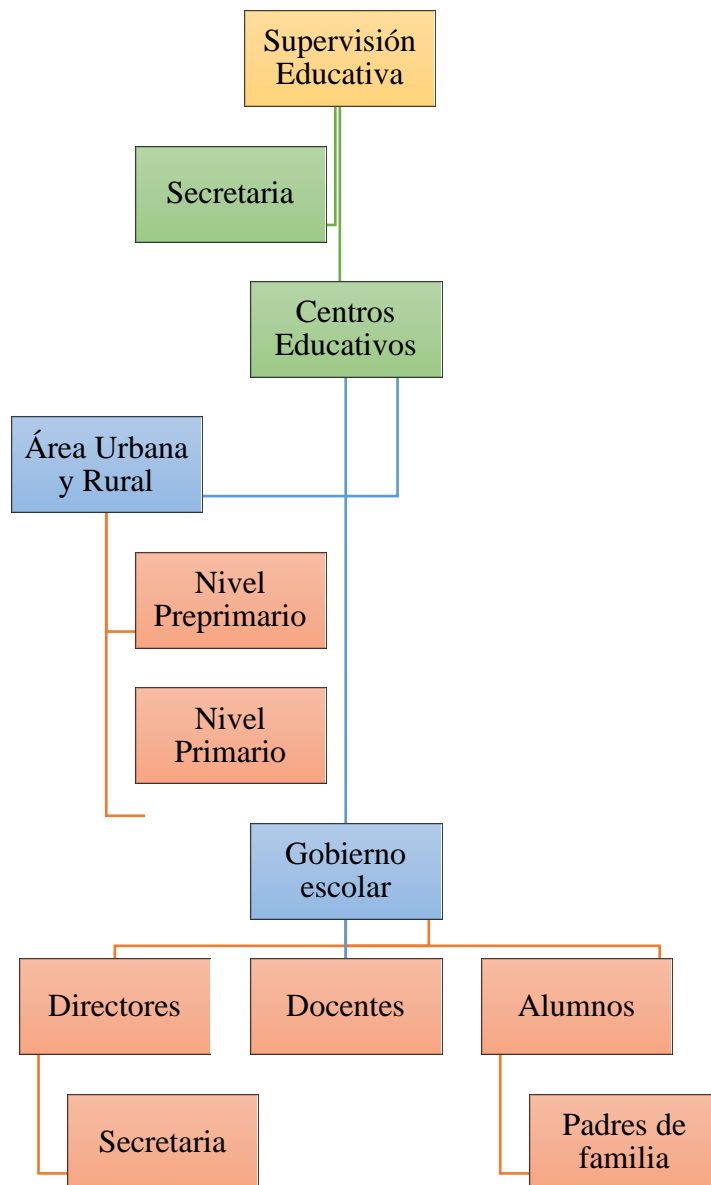 Supervisión
Educativa
Secretaria
Centros
Educativos
Área Urbana
y Rural
Nivel
Preprimario
Nivel
Primario
Gobierno
escolar
Directores
Docentes
Alumnos
Secretaria
Padres de
familia